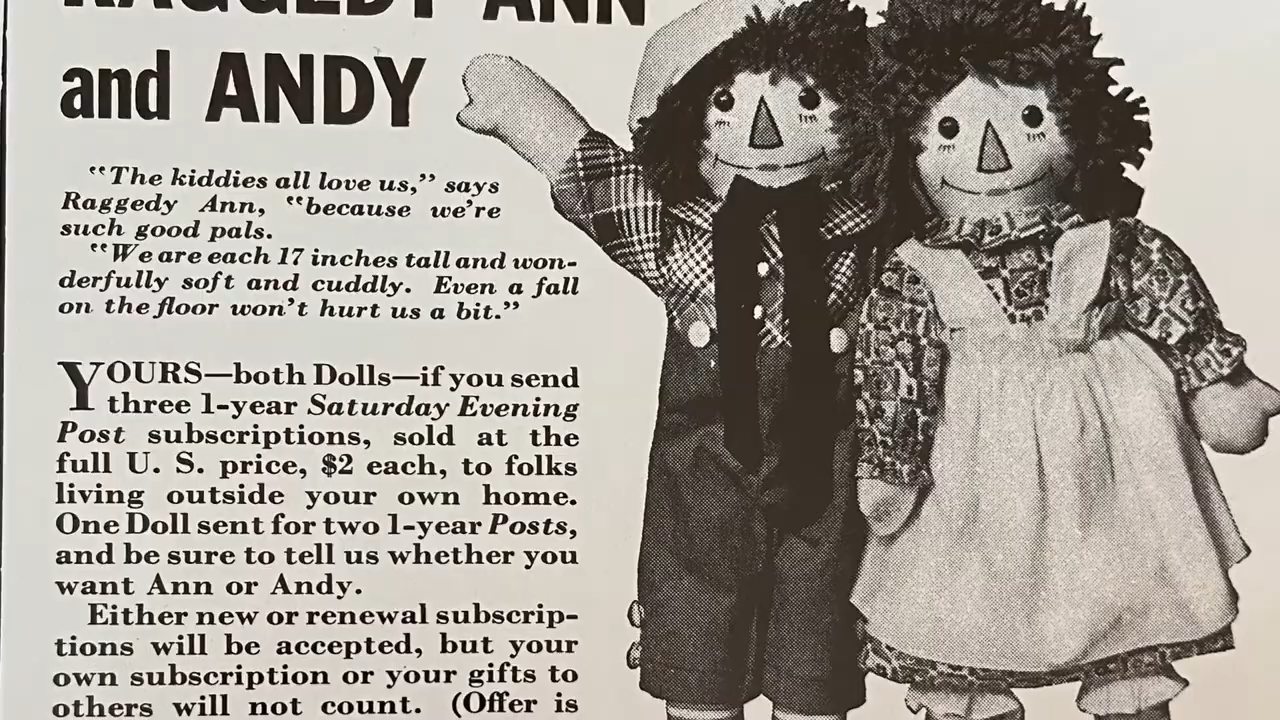 RAGGEDY ANN
and ANDY
"The kiddies all love us," says
Raggedy Ann, "because we're
such good pals.
"We are each 17 inches tall and won-
derfully soft and cuddly. Even a fall
on the floor won't hurt us a bit."
YOURS—both Dolls—if you send
three 1-year Saturday Evening
Post subscriptions, sold at the
full U. S. price, $2 each, to folks
living outside your own home.
One Doll sent for two 1-year Posts,
and be sure to tell us whether you
want Ann or Andy.
Either new or renewal subscrip-
tions will be accepted, but your
own subscription or your gifts to
others will not count. (Offer is